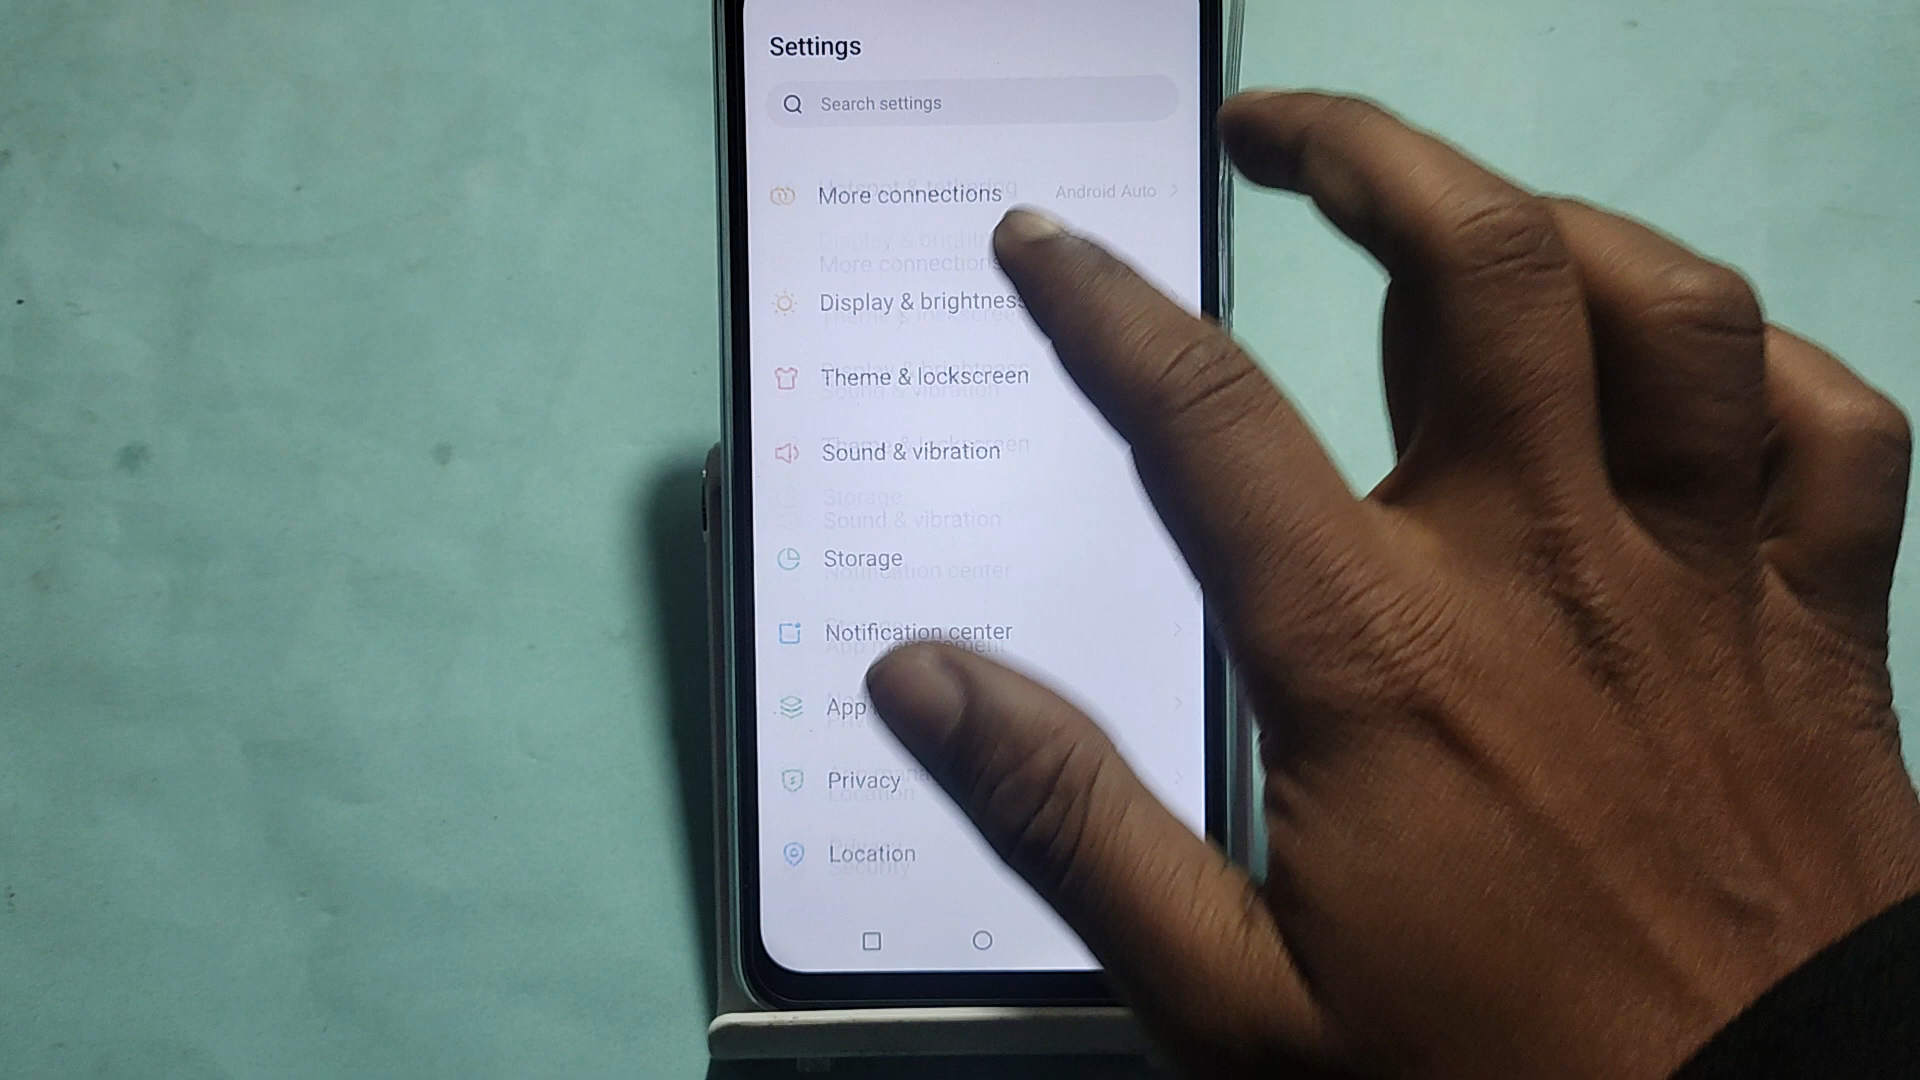 Settings
Search settings
More connections Android Auto
Display & brightness
Theme & lockscreen
Sound & vibration
Storage
Notification center
App
Privacy
Location